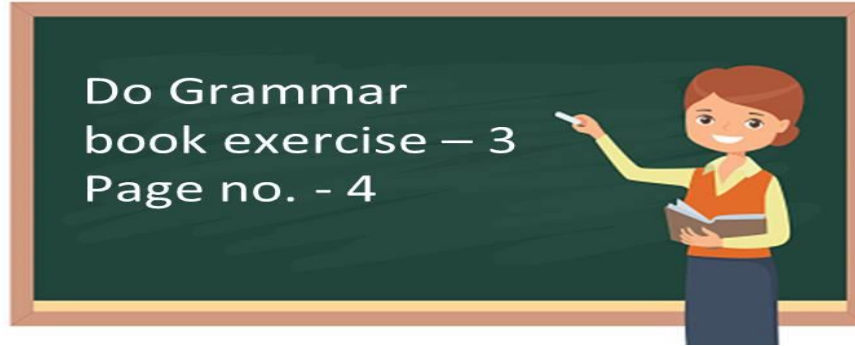 Do Grammar
book exercise – 3
Page no. - 4